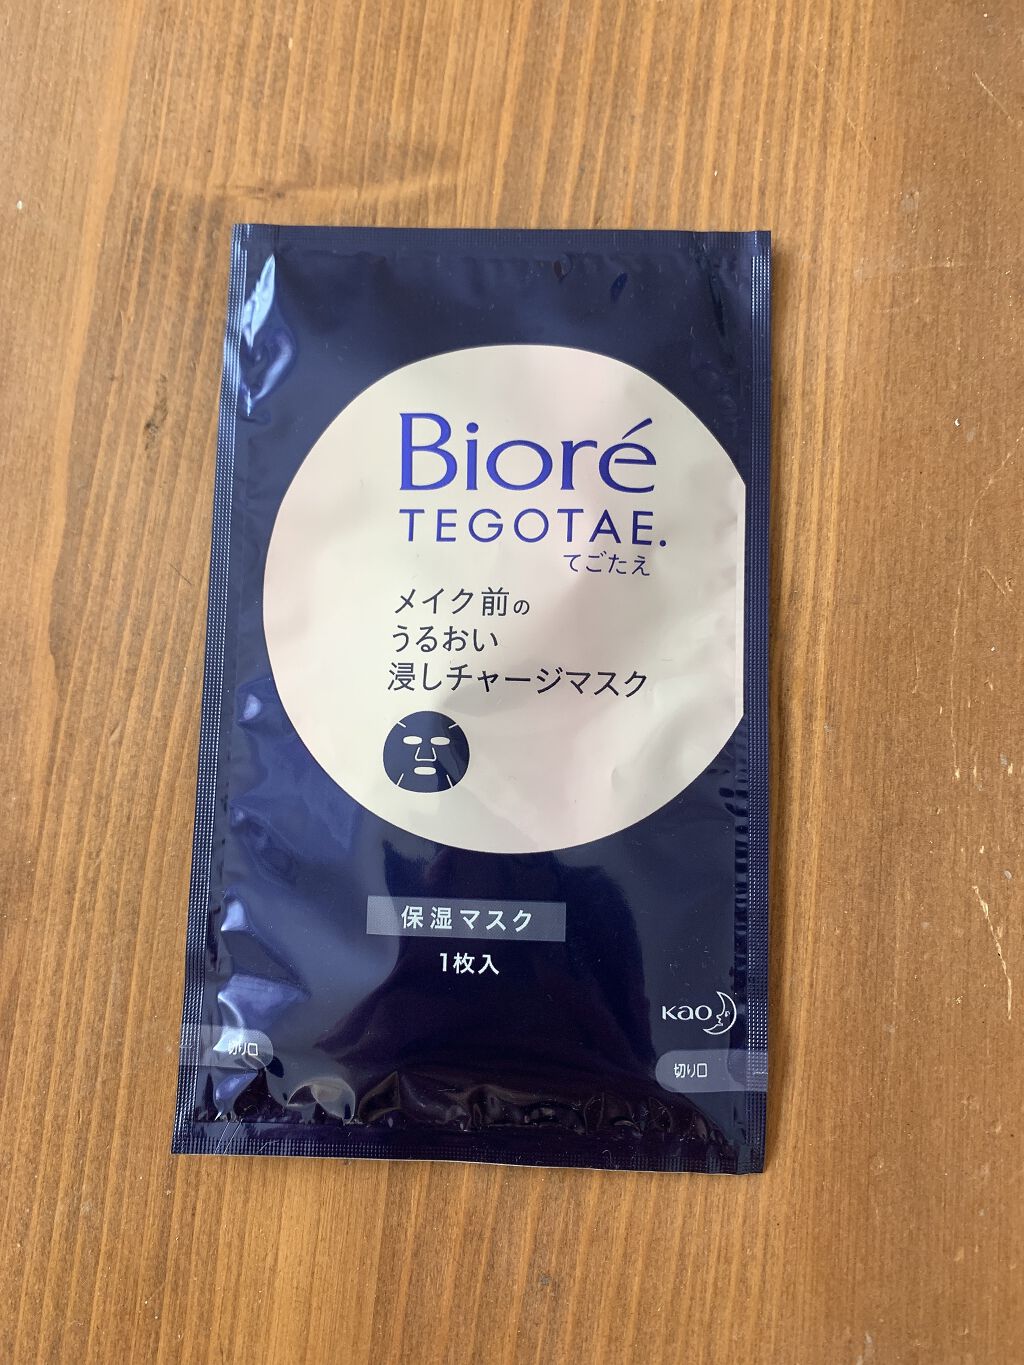 Bioré
TEGOTAE.
てごたえ
メイク前の
うるおい
浸しチャージマスク
保湿マスク
1枚入
Kao
切り口
切り口